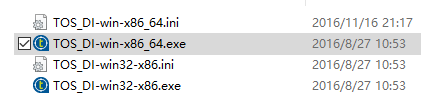 TOS_DI-win-x86_64.ini 2016/11/16 21:17
TOS_DI-win-x86_64.exe 2016/8/27 10:53
TOS_DI-win32-x86.ini 2016/8/27 10:53
TOS_DI-win32-x86.exe 2016/8/27 10:53